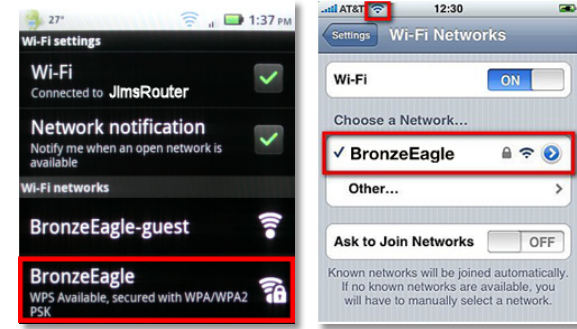 27°
1:37 PM
Wi-Fi settings
Wi-Fi
Connected to JimsRouter
Network notification
Notify me when an open network is
available
Wi-Fi networks
BronzeEagle-guest
BronzeEagle
WPS Available, secured with WPA/WPA2
PSK
AT&T
12:30
Settings
Wi-Fi Networks
Wi-Fi
ON
Choose a Network...
BronzeEagle
Other...
Ask to Join Networks
OFF
Known networks will be joined automatically.
If no known networks are available, you
will have to manually select a network.